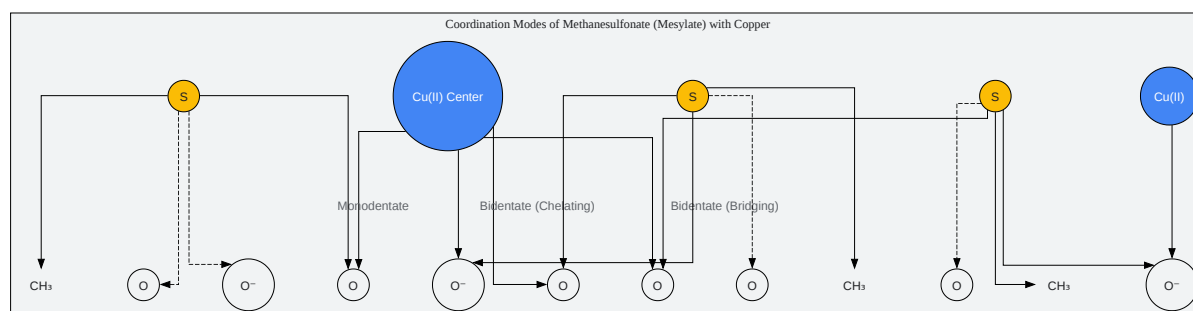 Coordination Modes of Methanesulfonate (Mesylate) with Copper
S
Cu(II) Center
S
S
Cu(II)
Monodentate
Bidentate (Chelating)
Bidentate (Bridging)
CH₃
O
O⁻
O
O⁻
O
O
O
CH₃
O
CH₃
O⁻